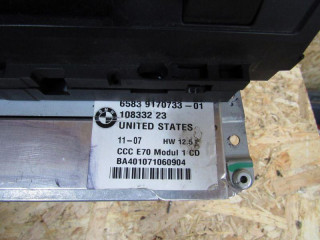 6583 9170733-01
108332 23
UNITED STATES
11-07 HW 12.5
CCC E70 Modul 1 CD
BA401071060904